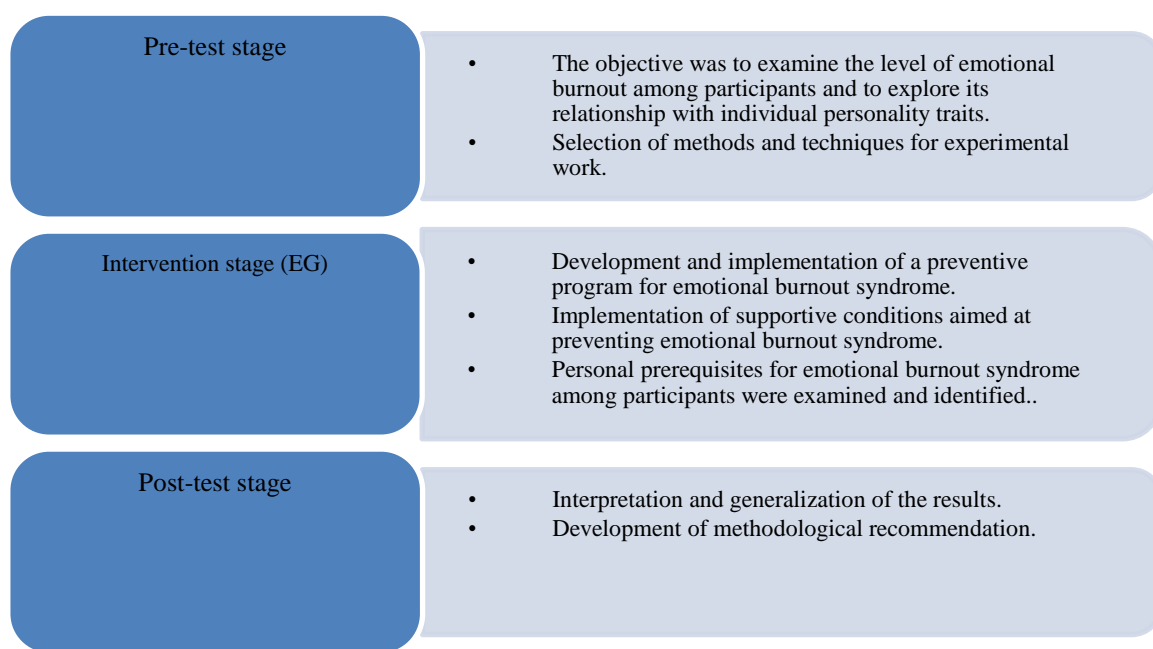 Pre-test stage
• The objective was to examine the level of emotional
burnout among participants and to explore its
relationship with individual personality traits.
• Selection of methods and techniques for experimental
work.
Intervention stage (EG)
• Development and implementation of a preventive
program for emotional burnout syndrome.
• Implementation of supportive conditions aimed at
preventing emotional burnout syndrome.
• Personal prerequisites for emotional burnout syndrome
among participants were examined and identified..
Post-test stage
• Interpretation and generalization of the results.
• Development of methodological recommendation.